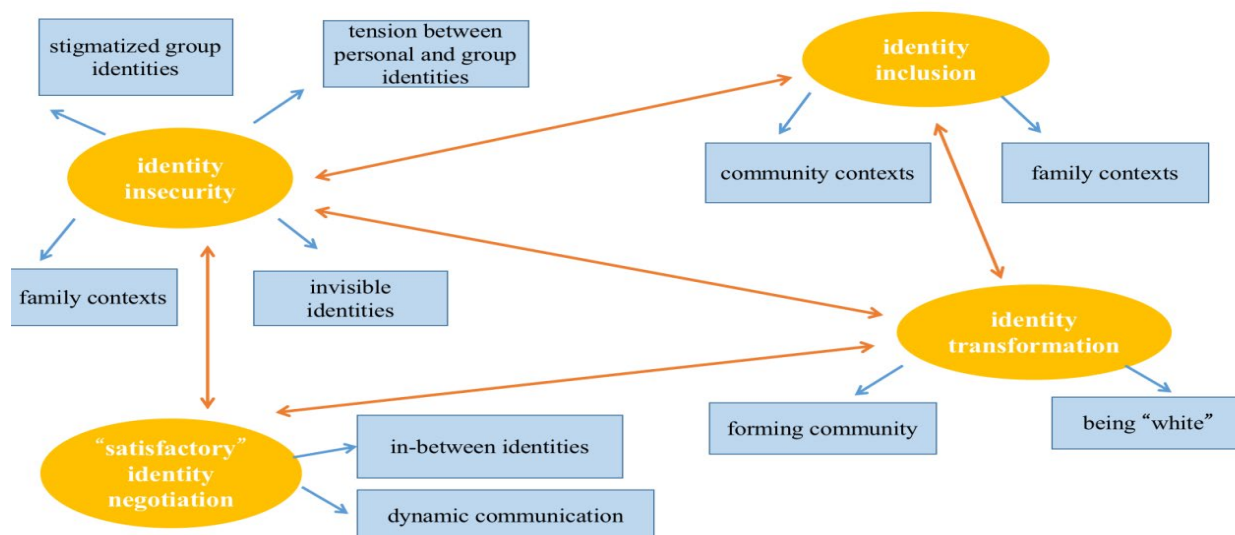 stigmatized group
identities
tension between
personal and group
identities
identity
inclusion
identity
insecurity
community contexts
family contexts
family contexts
invisible
identities
identity
transformation
forming community
being “white”
“satisfactory”
identity
negotiation
in-between identities
dynamic communication